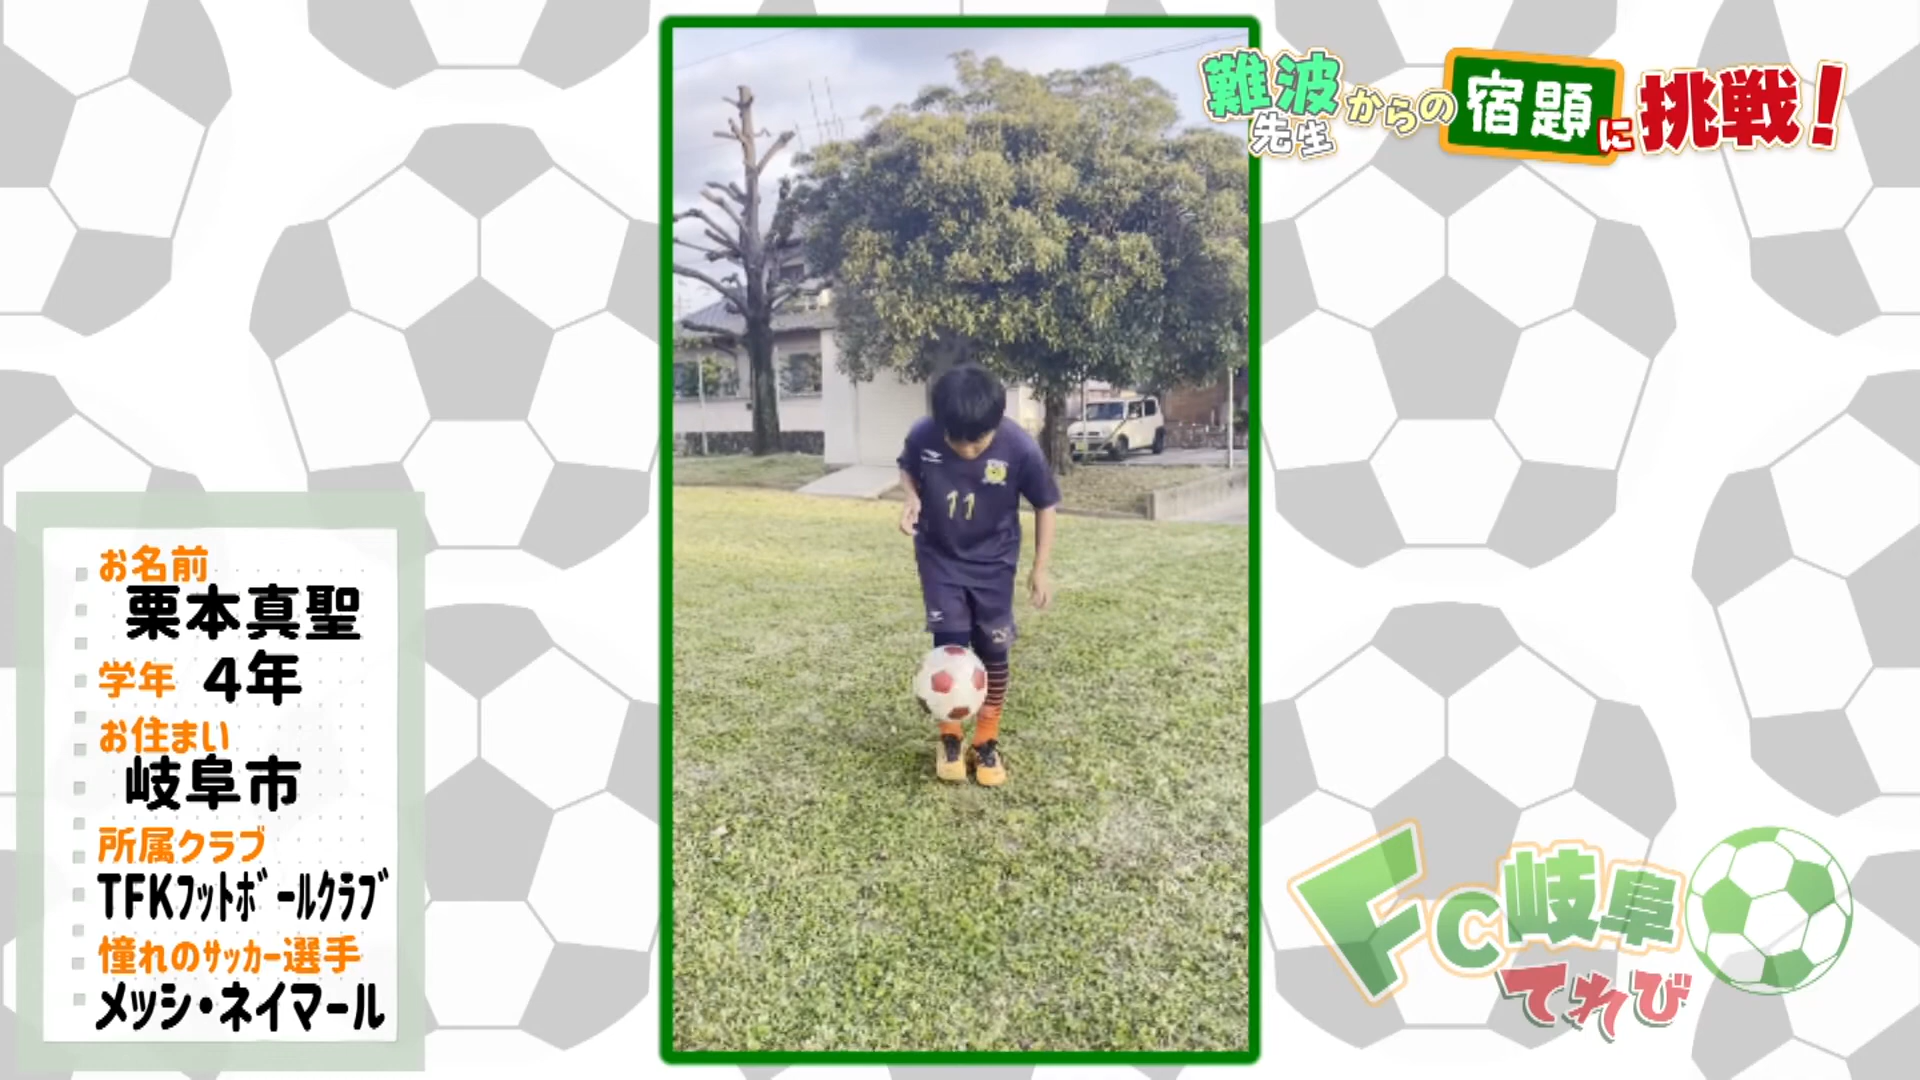 難波先生からの宿題に挑戦！
お名前
栗本真聖
学年 4年
お住まい
岐阜市
所属クラブ
TFKフットボールクラブ
憧れのサッカー選手
メッシ・ネイマール
11
FC岐阜
てれび